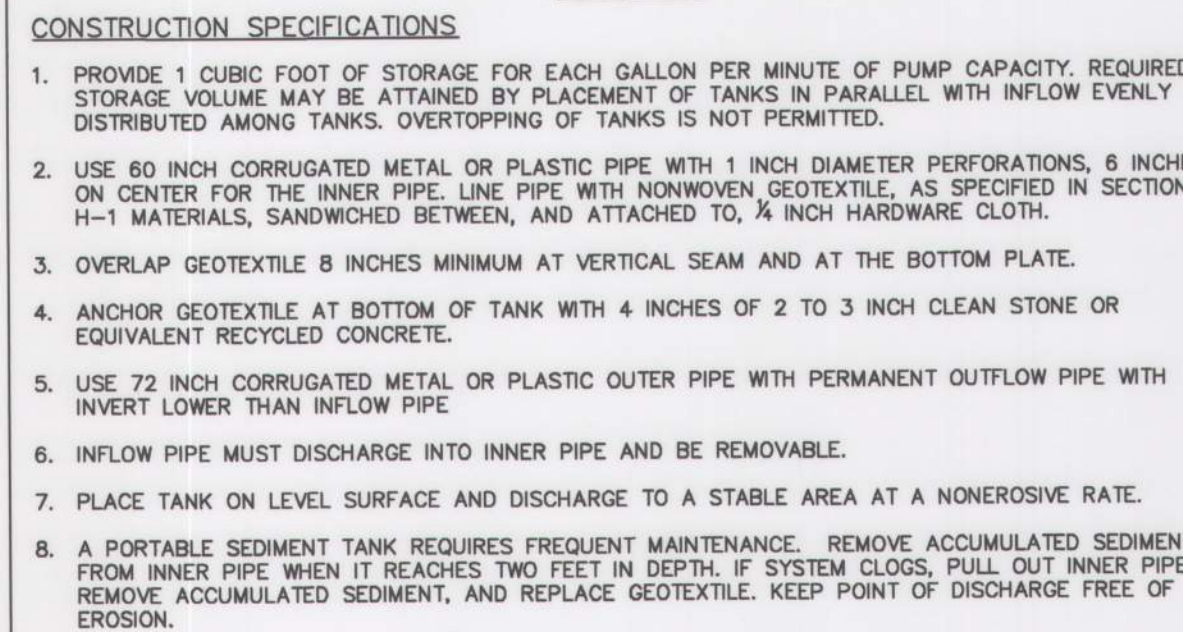 CONSTRUCTION SPECIFICATIONS
1. PROVIDE 1 CUBIC FOOT OF STORAGE FOR EACH GALLON PER MINUTE OF PUMP CAPACITY. REQUIRED
STORAGE VOLUME MAY BE ATTAINED BY PLACEMENT OF TANKS IN PARALLEL WITH INFLOW EVENLY
DISTRIBUTED AMONG TANKS. OVERTOPPING OF TANKS IS NOT PERMITTED.
2. USE 60 INCH CORRUGATED METAL OR PLASTIC PIPE WITH 1 INCH DIAMETER PERFORATIONS, 6 INCHE
ON CENTER FOR THE INNER PIPE. LINE PIPE WITH NONWOVEN GEOTEXTILE, AS SPECIFIED IN SECTION
H-1 MATERIALS, SANDWICHED BETWEEN, AND ATTACHED TO, ¼ INCH HARDWARE CLOTH.
3. OVERLAP GEOTEXTILE 8 INCHES MINIMUM AT VERTICAL SEAM AND AT THE BOTTOM PLATE.
4. ANCHOR GEOTEXTILE AT BOTTOM OF TANK WITH 4 INCHES OF 2 TO 3 INCH CLEAN STONE OR
EQUIVALENT RECYCLED CONCRETE.
5. USE 72 INCH CORRUGATED METAL OR PLASTIC OUTER PIPE WITH PERMANENT OUTFLOW PIPE WITH
INVERT LOWER THAN INFLOW PIPE
6. INFLOW PIPE MUST DISCHARGE INTO INNER PIPE AND BE REMOVABLE.
7. PLACE TANK ON LEVEL SURFACE AND DISCHARGE TO A STABLE AREA AT A NONEROSIVE RATE.
8. A PORTABLE SEDIMENT TANK REQUIRES FREQUENT MAINTENANCE. REMOVE ACCUMULATED SEDIMEN
FROM INNER PIPE WHEN IT REACHES TWO FEET IN DEPTH. IF SYSTEM CLOGS, PULL OUT INNER PIPE
REMOVE ACCUMULATED SEDIMENT, AND REPLACE GEOTEXTILE. KEEP POINT OF DISCHARGE FREE OF
EROSION.